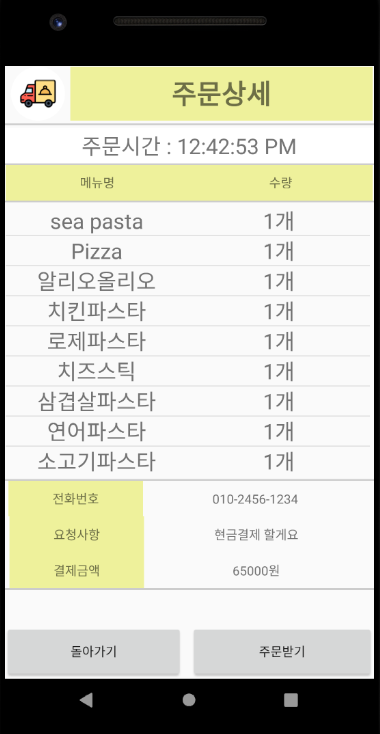 주문상세
주문시간 : 12:42:53 PM
메뉴명 수량
sea pasta 1개
Pizza 1개
알리오올리오 1개
치킨파스타 1개
로제파스타 1개
치즈스틱 1개
삼겹살파스타 1개
연어파스타 1개
소고기파스타 1개
전화번호 010-2456-1234
요청사항 현금결제 할게요
결제금액 65000원
돌아가기 주문받기